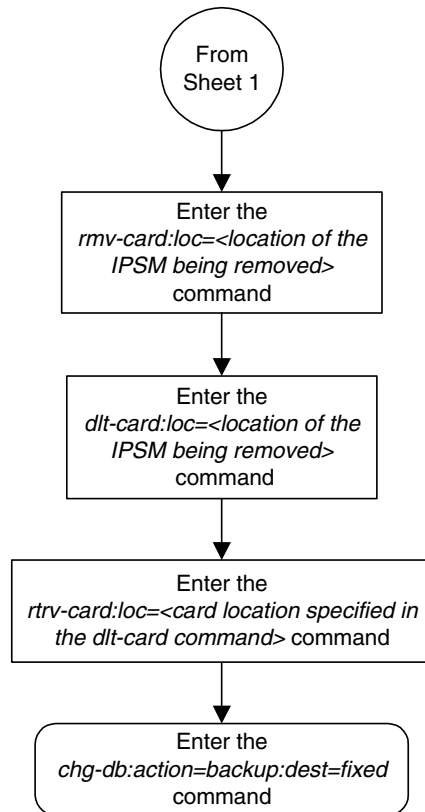 From
Sheet 1
Enter the
rmv-card:loc=<location of the
IPSM being removed>
command
Enter the
dlt-card:loc=<location of the
IPSM being removed>
command
Enter the
rtrv-card:loc=<card location specified in
the dlt-card command> command
Enter the
chg-db:action=backup:dest=fixed
command